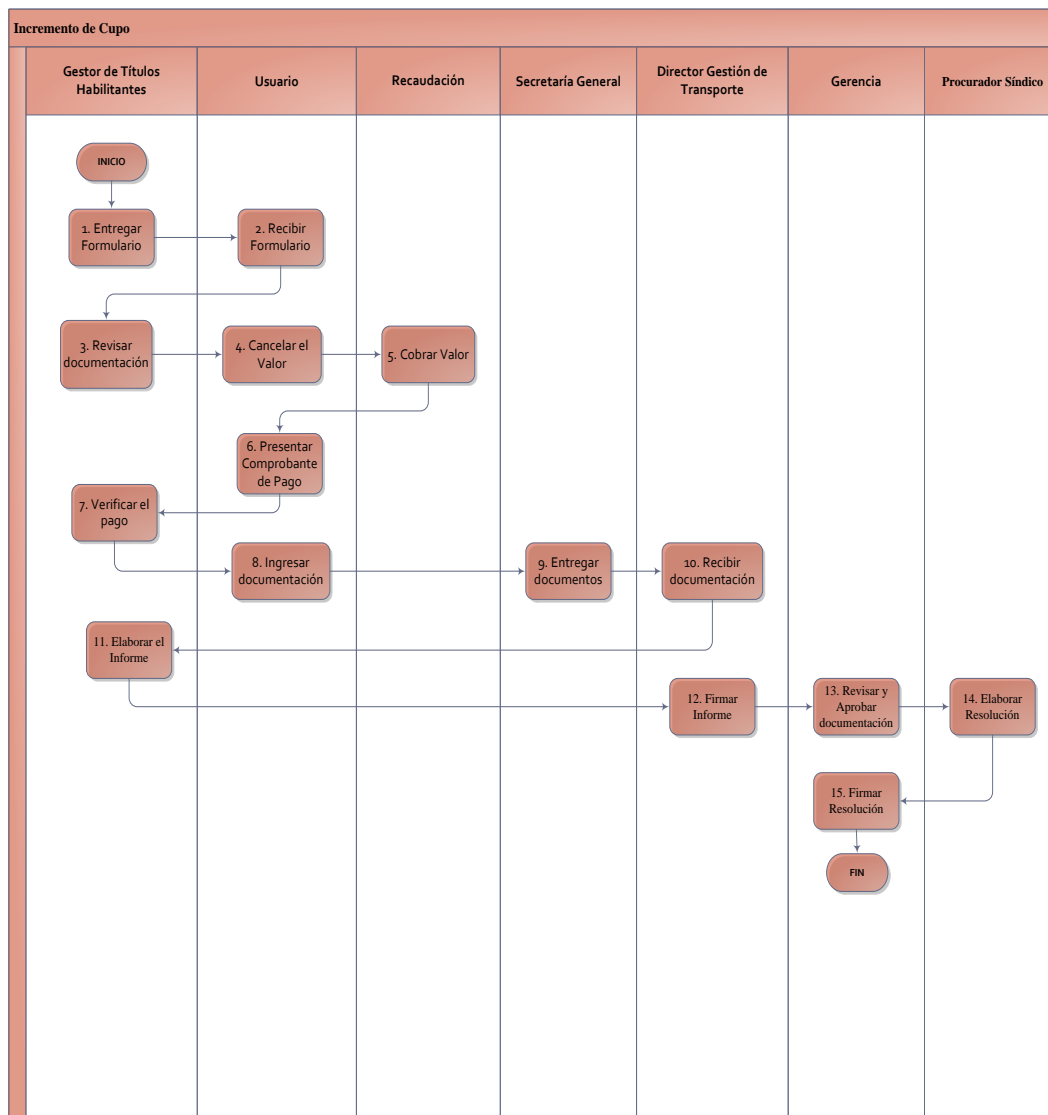 Incremento de Cupo
Gestor de Títulos
Habilitantes
Usuario
Recaudación
Secretaría General
Director Gestión de
Transporte
Gerencia
Procurador Síndico
INICIO
1. Entregar
Formulario
2. Recibir
Formulario
3. Revisar
documentación
4. Cancelar el
Valor
5. Cobrar Valor
6. Presentar
Comprobante
de Pago
7. Verificar el
pago
8. Ingresar
documentación
9. Entregar
documentos
10. Recibir
documentación
11. Elaborar el
Informe
12. Firmar
Informe
13. Revisar y
Aprobar
documentación
14. Elaborar
Resolución
15. Firmar
Resolución
FIN